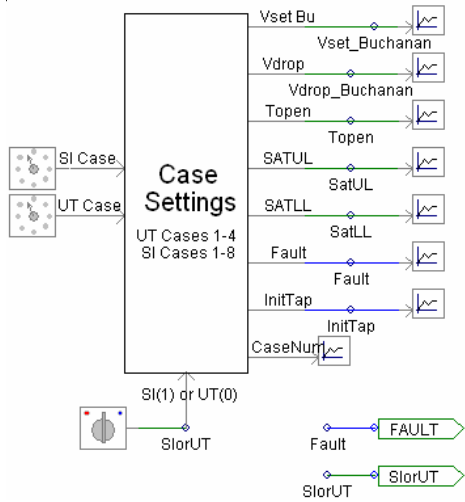 Vset Bu
Vset_Buchanan
Vdrop
Vdrop_Buchanan
Topen
Topen
SI Case
SATUL
SatUL
UT Case
SATLL
SatLL
Case
Settings
UT Cases 1-4
SI Cases 1-8
Fault
Fault
InitTap
InitTap
CaseNum
SI(1) or UT(0)
SIorUT
Fault
FAULT
SIorUT
SIorUT